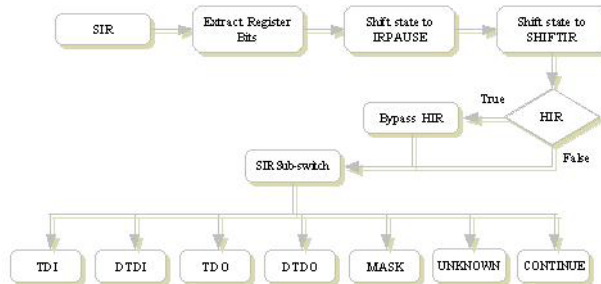 SIR
Extract Register
Bits
Shift state to
IRPAUSE
Shift state to
SHIFTIR
True
HIR
Bypass HIR
False
SIR Sub-switch
TDI
DTDI
TDO
DTDO
MASK
UNKNOWN
CONTINUE